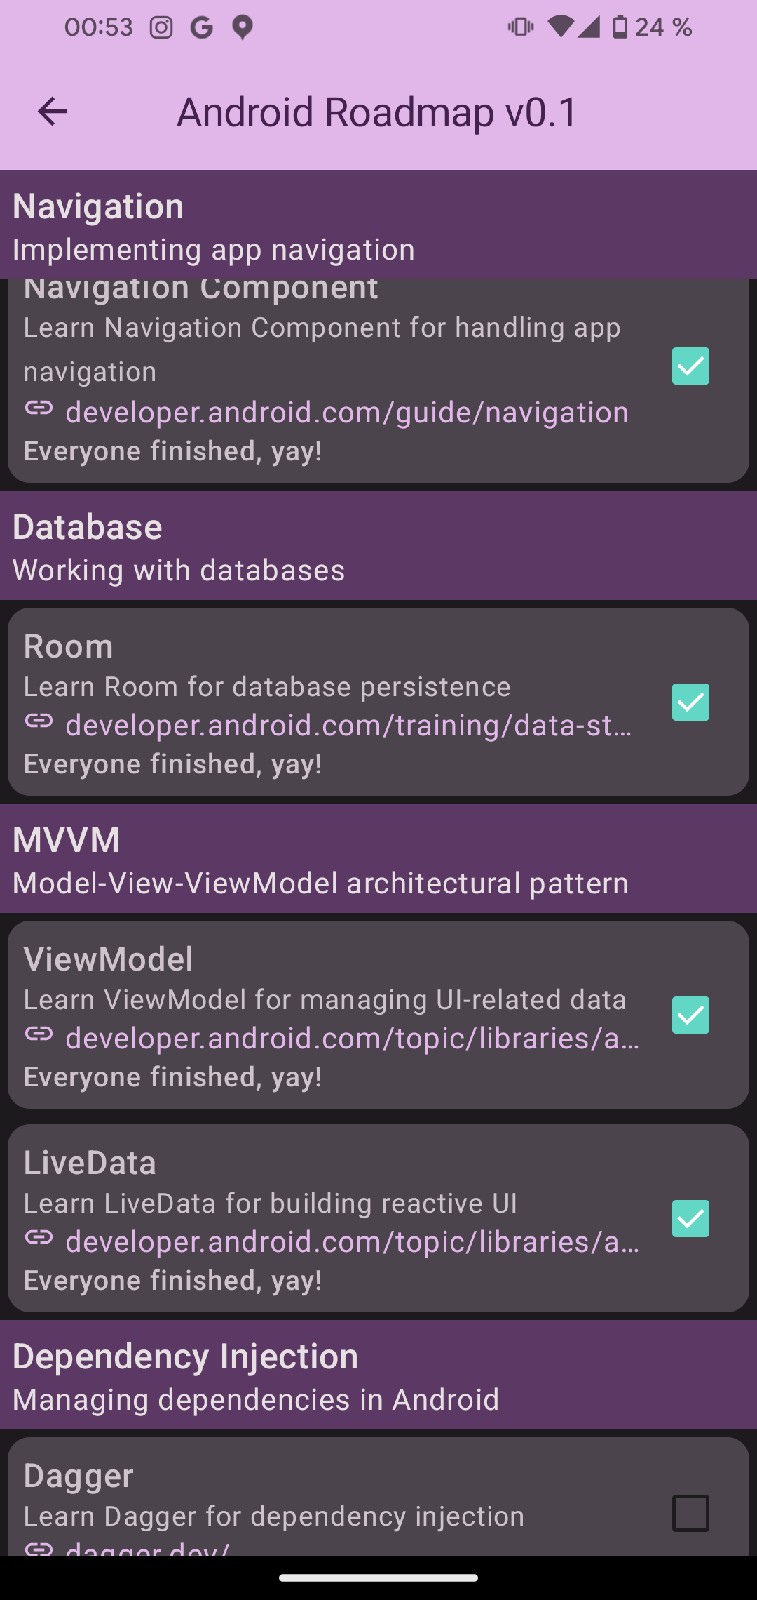 00:53
24 %
Android Roadmap v0.1
Navigation
Implementing app navigation
Navigation Component
Learn Navigation Component for handling app
navigation
developer.android.com/guide/navigation
Everyone finished, yay!
Database
Working with databases
Room
Learn Room for database persistence
developer.android.com/training/data-st…
Everyone finished, yay!
MVVM
Model-View-ViewModel architectural pattern
ViewModel
Learn ViewModel for managing UI-related data
developer.android.com/topic/libraries/a…
Everyone finished, yay!
LiveData
Learn LiveData for building reactive UI
developer.android.com/topic/libraries/a…
Everyone finished, yay!
Dependency Injection
Managing dependencies in Android
Dagger
Learn Dagger for dependency injection
dagger.dev/